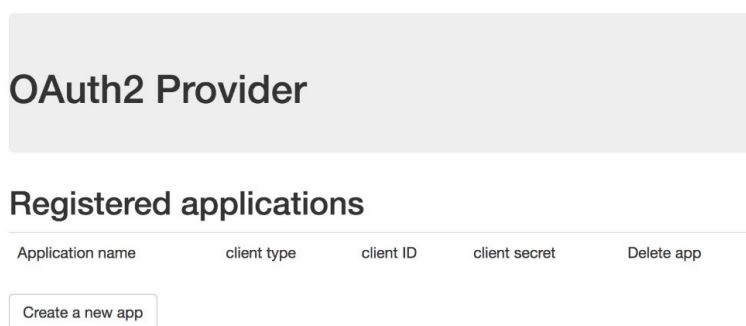 OAuth2 Provider
Registered applications
Application name client type client ID client secret Delete app
Create a new app